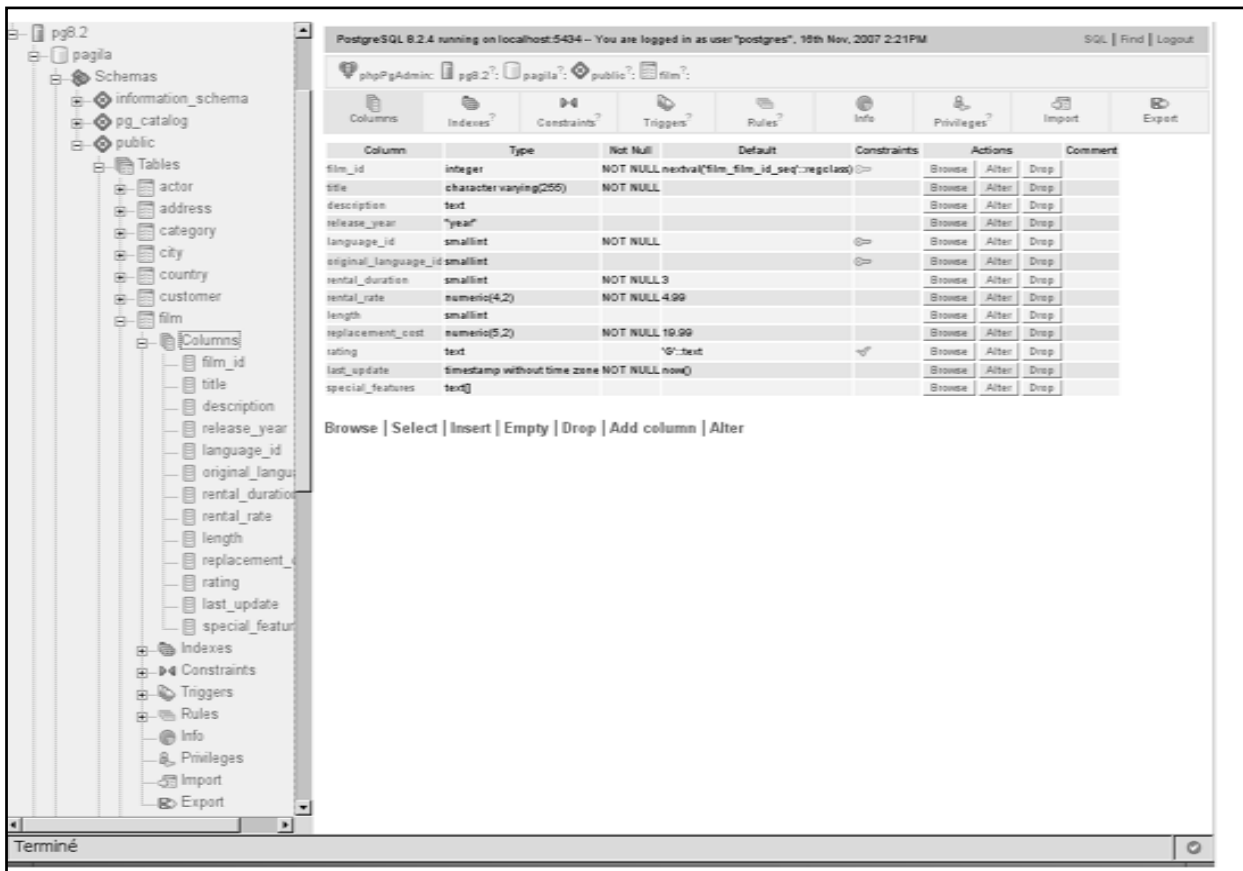 pg8.2
pagila
Schemas
information_schema
pg_catalog
public
Tables
actor
address
category
city
country
customer
film
Columns
film_id
title
description
release_year
language_id
original_langu
rental_duration
rental_rate
length
replacement_c
rating
last_update
special_featur
Indexes
Constraints
Triggers
Rules
Info
Privileges
Import
Export
PostgreSQL 8.2.4 running on localhost:5434 -- You are logged in as user "postgres", 16th Nov, 2007 2:21PM SQL | Find | Logout
phpPgAdmin: pg8.2?: pagila?: public?: film?:
Columns Indexes? Constraints? Triggers? Rules? Info Privileges? Import Export
Column Type Not Null Default Constraints Actions Comment
film_id integer NOT NULL nextval('film_film_id_seq'::regclass) Browse Alter Drop
title character varying(255) NOT NULL Browse Alter Drop
description text Browse Alter Drop
release_year "year" Browse Alter Drop
language_id smallint NOT NULL Browse Alter Drop
original_language_id smallint Browse Alter Drop
rental_duration smallint NOT NULL 3 Browse Alter Drop
rental_rate numeric(4,2) NOT NULL 4.99 Browse Alter Drop
length smallint Browse Alter Drop
replacement_cost numeric(5,2) NOT NULL 19.99 Browse Alter Drop
rating text 'G'::text Browse Alter Drop
last_update timestamp without time zone NOT NULL now() Browse Alter Drop
special_features text[] Browse Alter Drop
Browse | Select | Insert | Empty | Drop | Add column | Alter
Terminé